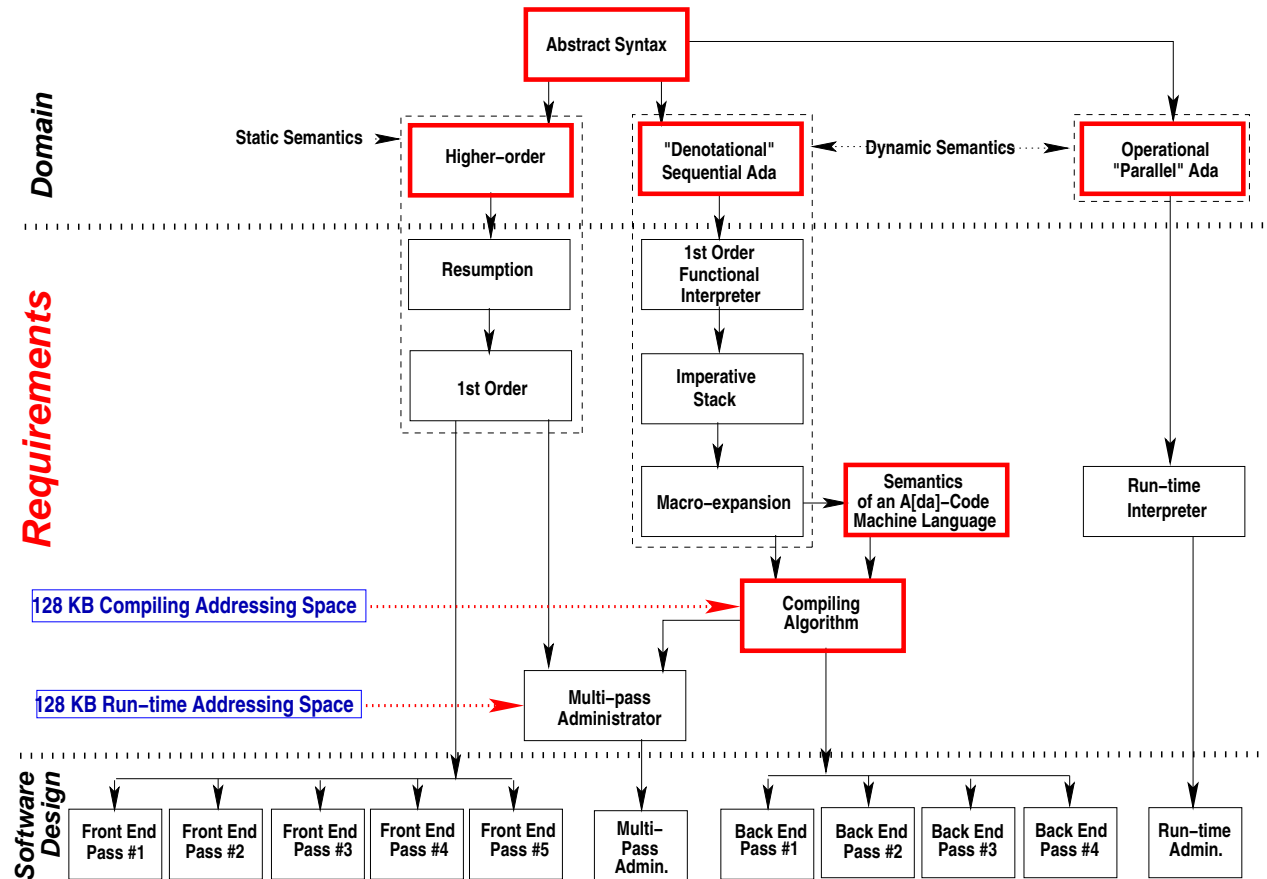 Abstract Syntax
Domain
Static Semantics
Higher-order
"Denotational"
Sequential Ada
Dynamic Semantics
Operational
"Parallel" Ada
Requirements
Resumption
1st Order
Functional
Interpreter
1st Order
Imperative
Stack
Macro-expansion
Semantics
of an A[da]-Code
Machine Language
Run-time
Interpreter
128 KB Compiling Addressing Space
Compiling
Algorithm
128 KB Run-time Addressing Space
Multi-pass
Administrator
Software
Design
Front End
Pass #1
Front End
Pass #2
Front End
Pass #3
Front End
Pass #4
Front End
Pass #5
Multi-
Pass
Admin.
Back End
Pass #1
Back End
Pass #2
Back End
Pass #3
Back End
Pass #4
Run-time
Admin.